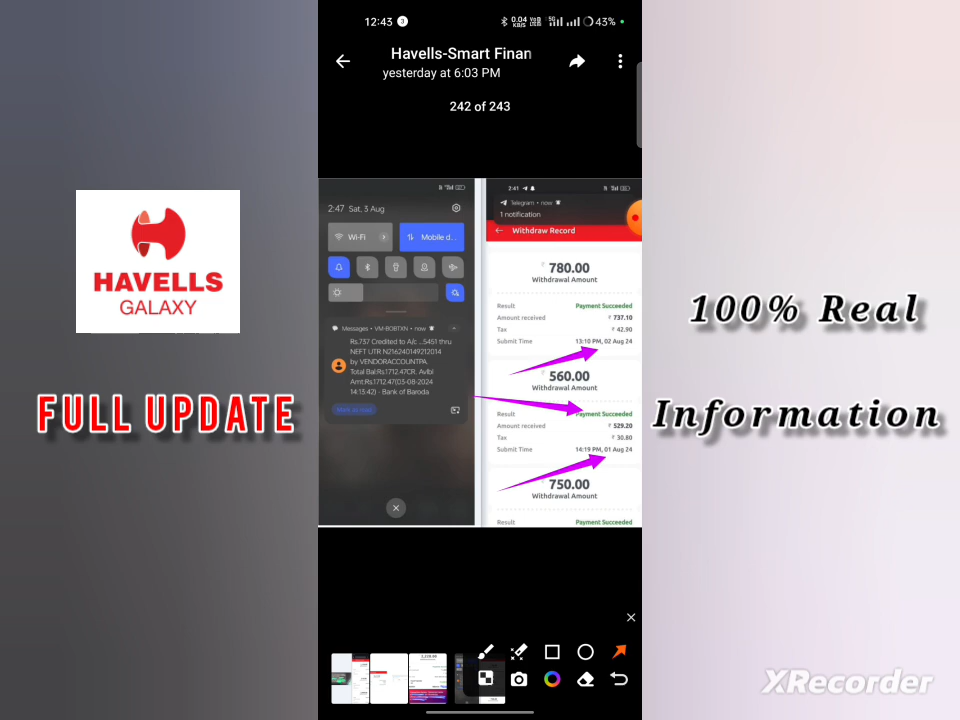 12:43 3
0.04 KB/S
5G
43%
Havells-Smart Finan
yesterday at 6:03 PM
242 of 243
HAVELLS
GALAXY
FULL UPDATE
100% Real
Information
2:47 Sat, 3 Aug
Wi-Fi
Mobile d..
Messages • VM-BOBTXN • now
Rs.737 Credited to A/c ...5451 thru
NEFT UTR N216240149212014
by VENDORACCOUNTPA.
Total Bal:Rs.1712.47CR. Avlbl
Amt:Rs.1712.47(03-08-2024
14:15:42) - Bank of Baroda
2:41
Telegram • now
1 notification
Withdraw Record
₹ 780.00
Withdrawal Amount
Result Payment Succeeded
Amount received ₹ 737.10
Tax ₹ 42.90
Submit Time 13:10 PM, 02 Aug 24
₹ 560.00
Withdrawal Amount
Result Payment Succeeded
Amount received ₹ 529.20
Tax ₹ 30.80
Submit Time 14:19 PM, 01 Aug 24
₹ 750.00
Withdrawal Amount
Result Payment Succeeded
XRecorder